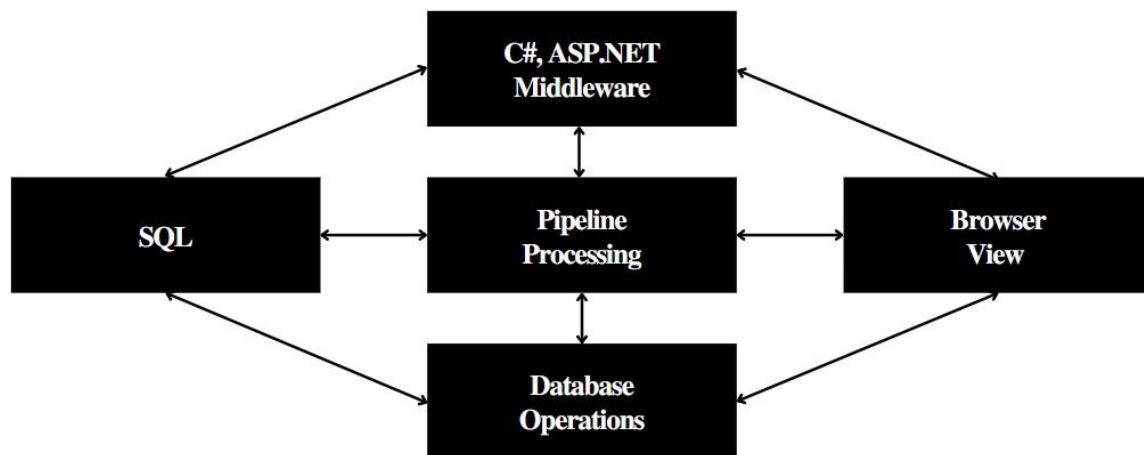 C#, ASP.NET
Middleware
SQL
Pipeline
Processing
Browser
View
Database
Operations